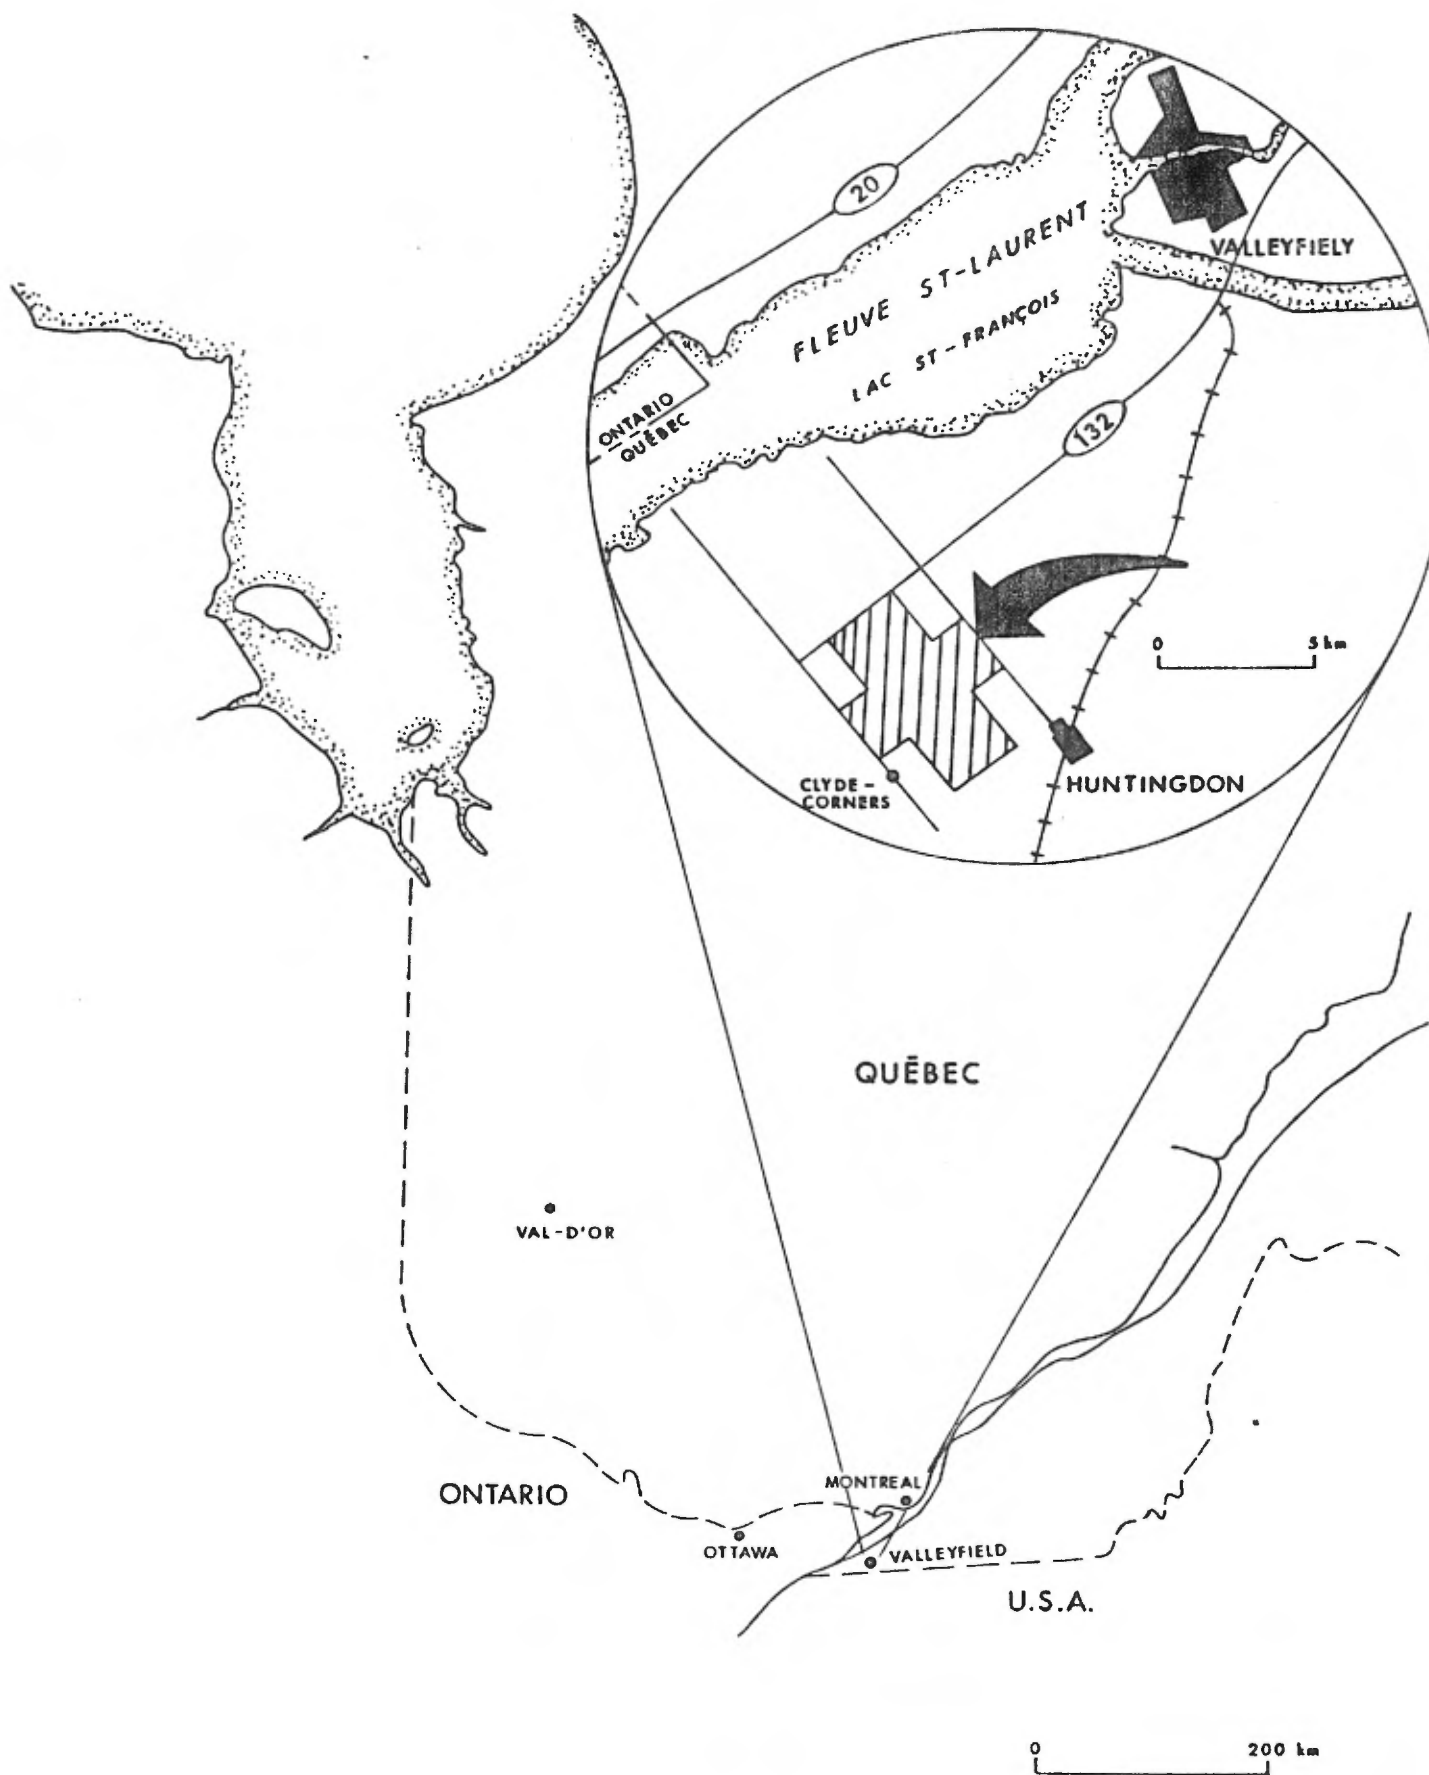 20
FLEUVE ST-LAURENT
LAC ST-FRANÇOIS
VALLEYFIELY
ONTARIO
QUÉBEC
132
0 5 km
CLYDE-
CORNERS
HUNTINGDON
QUÉBEC
VAL-D'OR
ONTARIO
MONTREAL
OTTAWA
VALLEYFIELD
U.S.A.
0 200 km